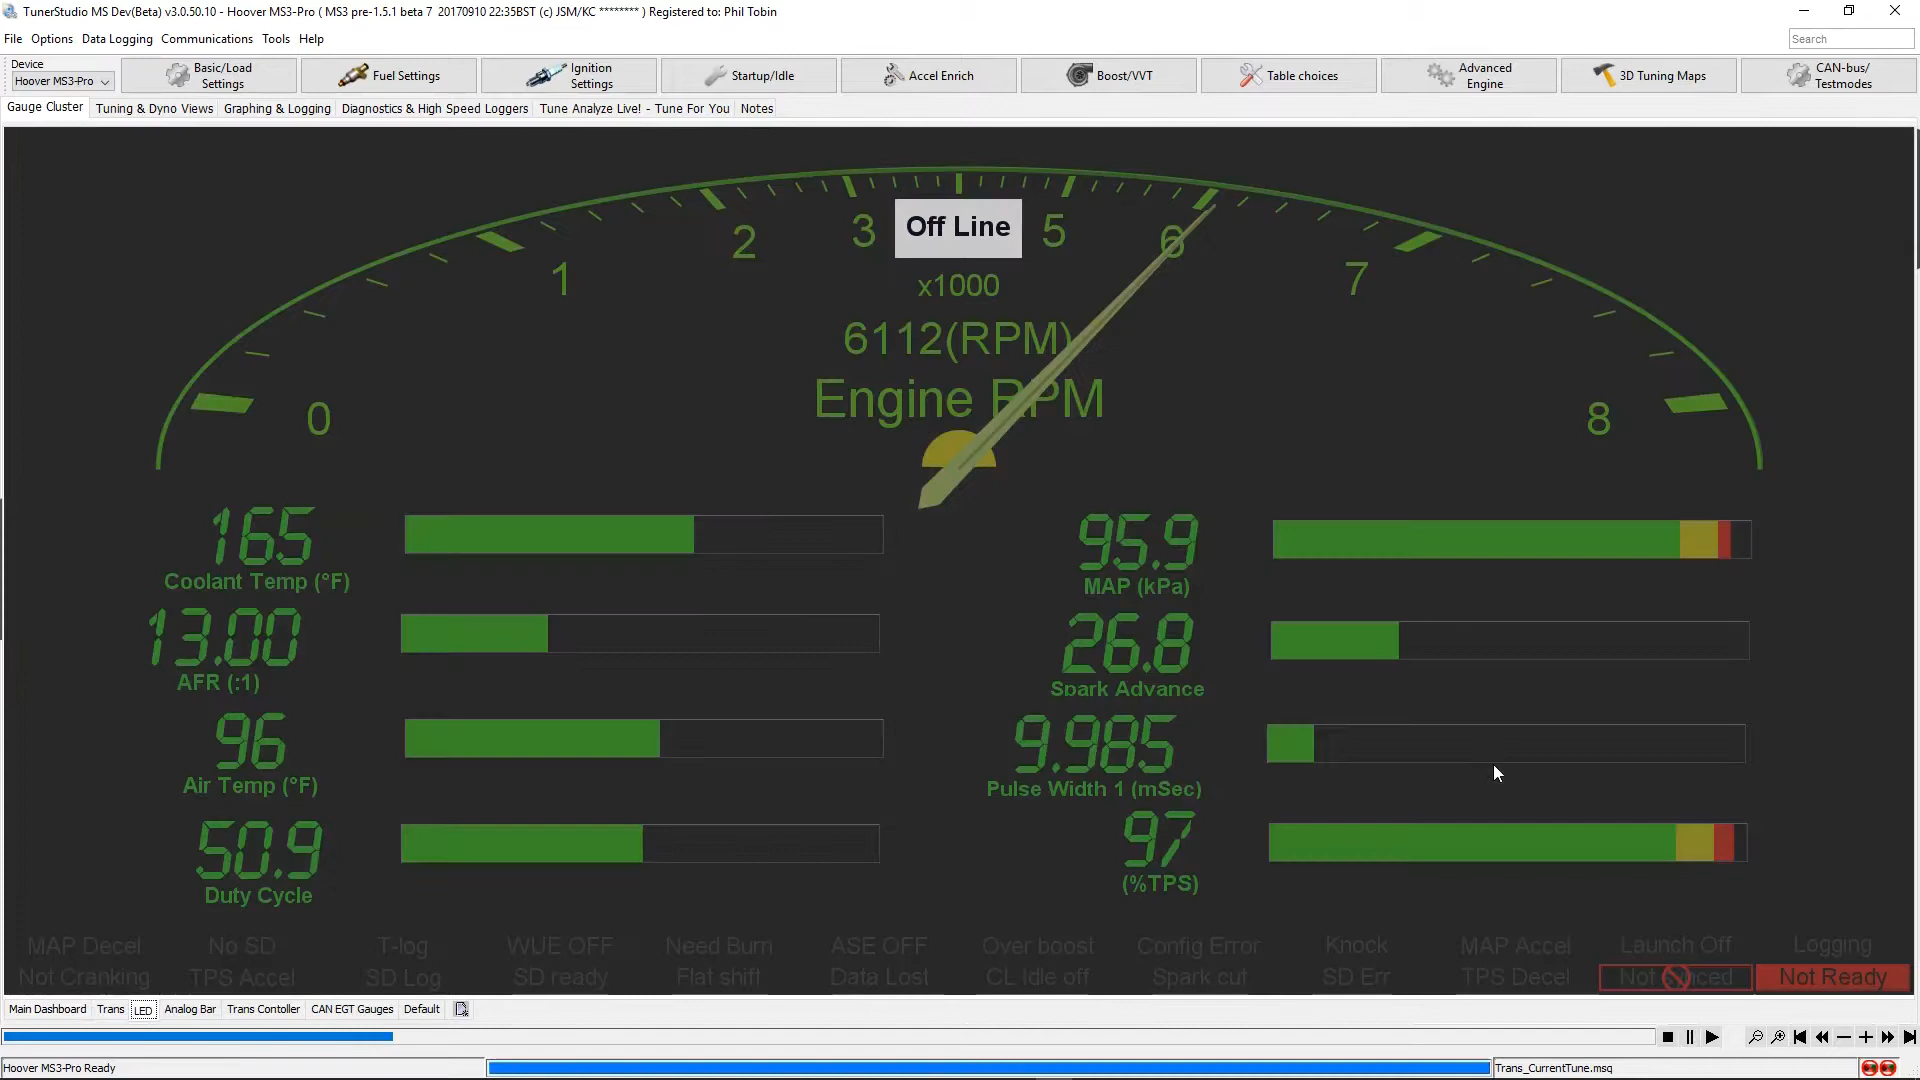 TunerStudio MS Dev(Beta) v3.0.50.10 - Hoover MS3-Pro ( MS3 pre-1.5.1 beta 7  20170910 22:35BST (c) JSM/KC ******** ) Registered to: Phil Tobin
File Options Data Logging Communications Tools Help Search
Device
Hoover MS3-Pro
Basic/Load
Settings
Fuel Settings
Ignition
Settings
Startup/Idle
Accel Enrich
Boost/VVT
Table choices
Advanced
Engine
3D Tuning Maps
CAN-bus/
Testmodes
Gauge Cluster Tuning & Dyno Views Graphing & Logging Diagnostics & High Speed Loggers Tune Analyze Live! - Tune For You Notes
0 1 2 3 Off Line 5 6 7 8
x1000
6112(RPM)
Engine RPM
165
Coolant Temp (°F)
95.9
MAP (kPa)
13.00
AFR (:1)
26.8
Spark Advance
96
Air Temp (°F)
9.985
Pulse Width 1 (mSec)
50.9
Duty Cycle
97
(%TPS)
MAP Decel No SD T-log WUE OFF Need Burn ASE OFF Over boost Config Error Knock MAP Accel Launch Off Logging
Not Cranking TPS Accel SD Log SD ready Flat shift Data Lost CL Idle off Spark cut SD Err TPS Decel Not synced Not Ready
Main Dashboard Trans LED Analog Bar Trans Contoller CAN EGT Gauges Default
Hoover MS3-Pro Ready Trans_CurrentTune.msq